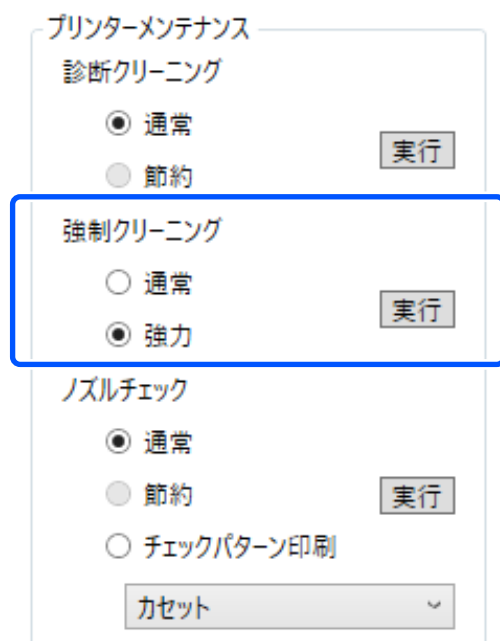 プリンターメンテナンス
診断クリーニング
通常
実行
節約
強制クリーニング
通常
実行
強力
ノズルチェック
通常
節約
実行
チェックパターン印刷
カセット